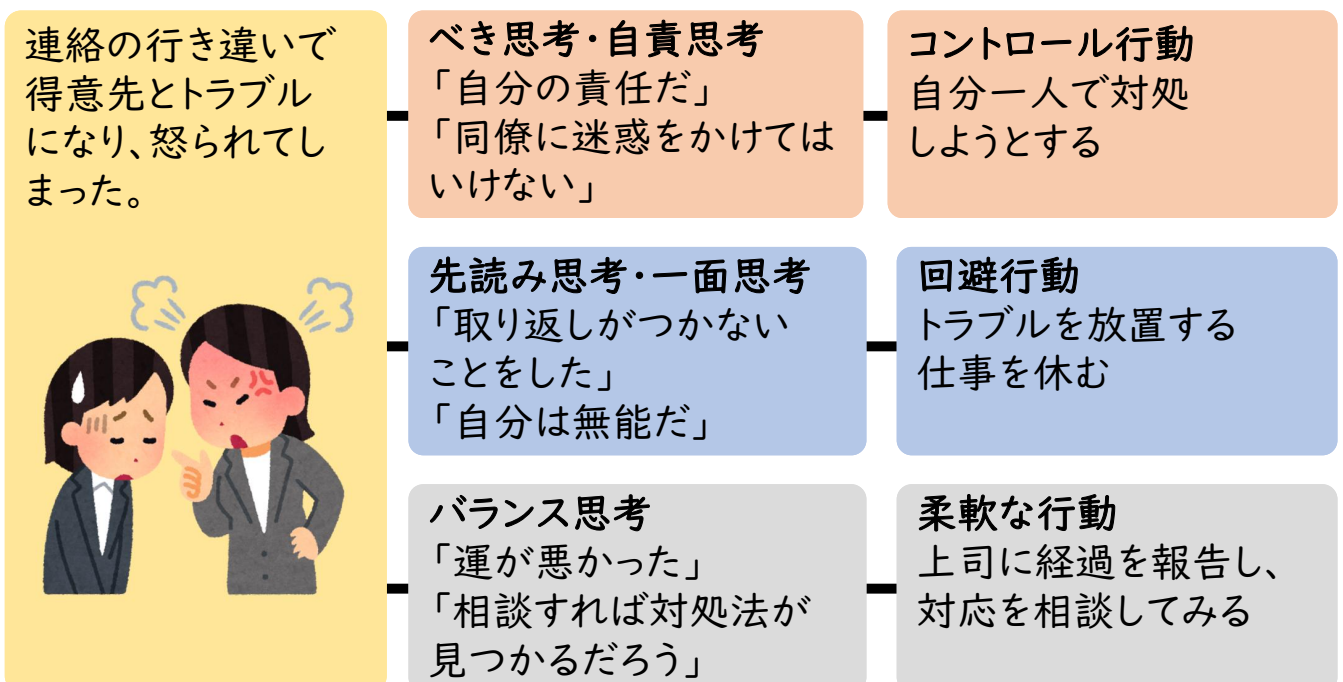 連絡の行き違いで
得意先とトラブル
になり、怒られてし
まった。
べき思考・自責思考
「自分の責任だ」
「同僚に迷惑をかけては
いけない」
コントロール行動
自分一人で対処
しようとする
先読み思考・一面思考
「取り返しがつかない
ことをした」
「自分は無能だ」
回避行動
トラブルを放置する
仕事を休む
バランス思考
「運が悪かった」
「相談すれば対処法が
見つかるだろう」
柔軟な行動
上司に経過を報告し、
対応を相談してみる